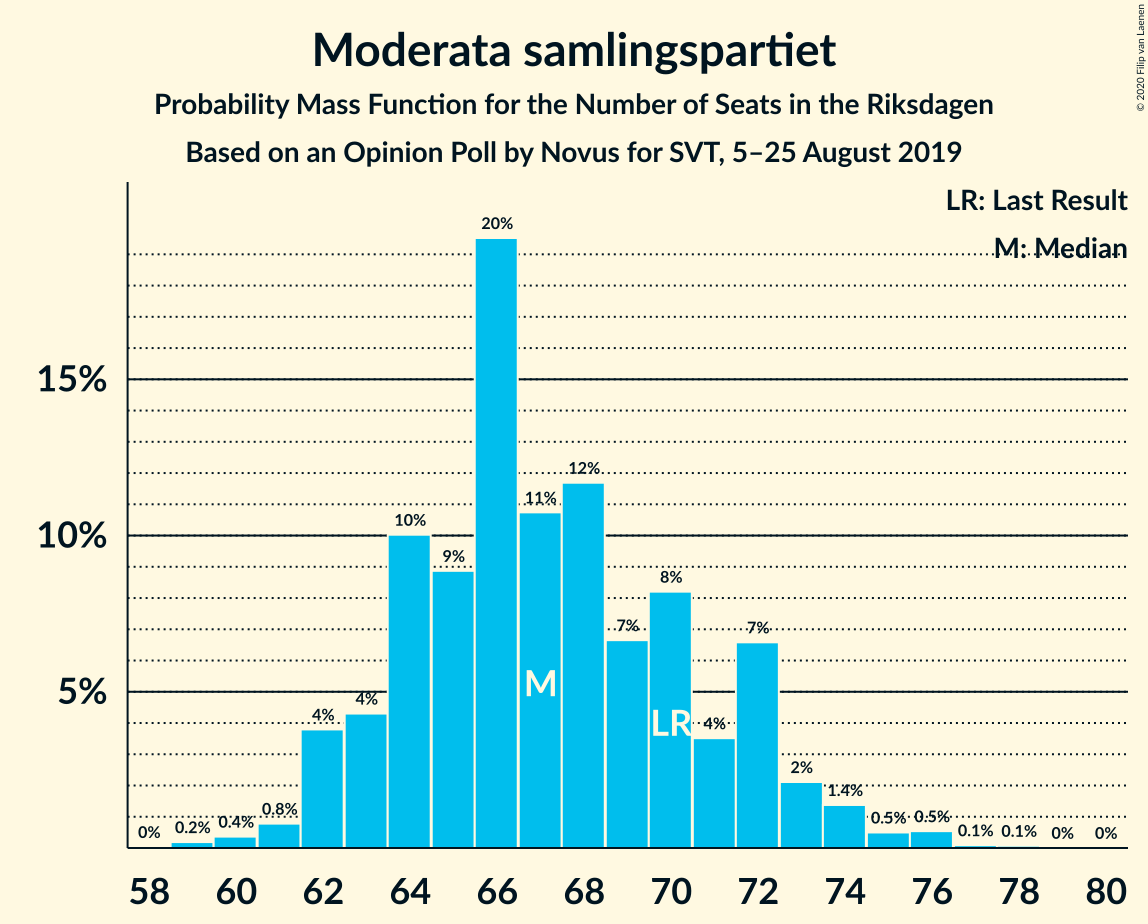 Moderata samlingspartiet
Probability Mass Function for the Number of Seats in the Riksdagen
Based on an Opinion Poll by Novus for SVT, 5–25 August 2019
© 2020 Filip van Laenen
LR: Last Result
M: Median
15%
10%
5%
0%
0.2%
0.4%
0.8%
4%
4%
10%
9%
20%
11%
12%
7%
8%
4%
7%
2%
1.4%
0.5%
0.5%
0.1%
0.1%
0%
0%
M
LR
58 60 62 64 66 68 70 72 74 76 78 80